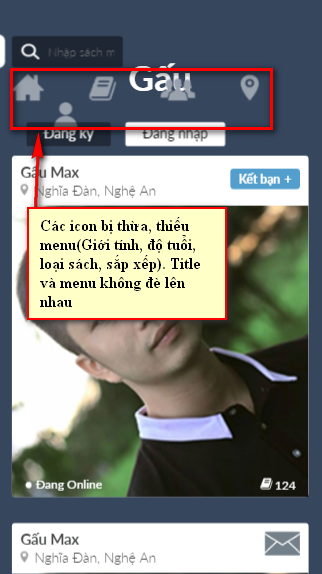 Nhập sách m
Gấu
Đăng ký
Đăng nhập
Gấu Max
Kết bạn +
Nghĩa Đàn, Nghệ An
Các icon bị thừa, thiếu
menu(Giới tính, độ tuổi,
loại sách, sắp xếp). Title
và menu không đè lên
nhau
Đang Online
124
Gấu Max
Nghĩa Đàn, Nghệ An